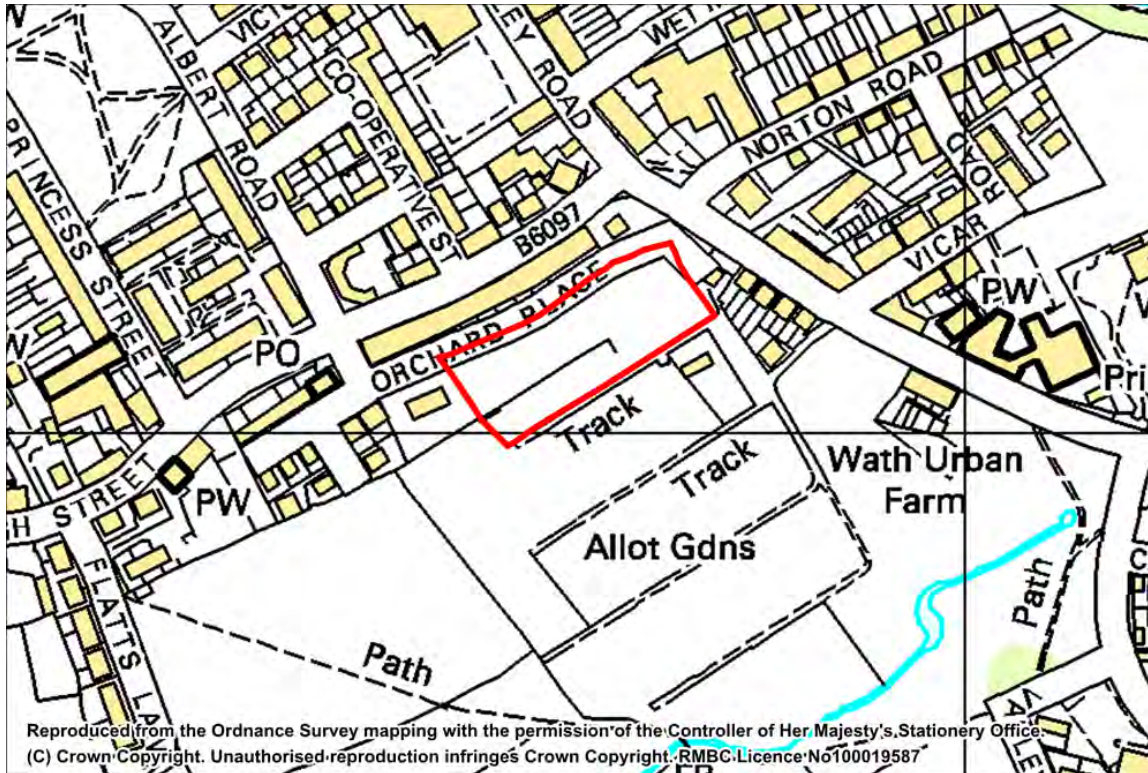 ALBERT ROAD
CO-OPERATIVE ST
NORTON ROAD
PRINCESS STREET
B6097
VICAR ROAD
ORCHARD PLACE
PW
PO
Track
Wath Urban
Farm
Track
PW
Allot Gdns
Path
Path
Reproduced from the Ordnance Survey mapping with the permission of the Controller of Her Majesty's Stationery Office.
(C) Crown Copyright. Unauthorised reproduction infringes Crown Copyright. RMBC Licence No100019587